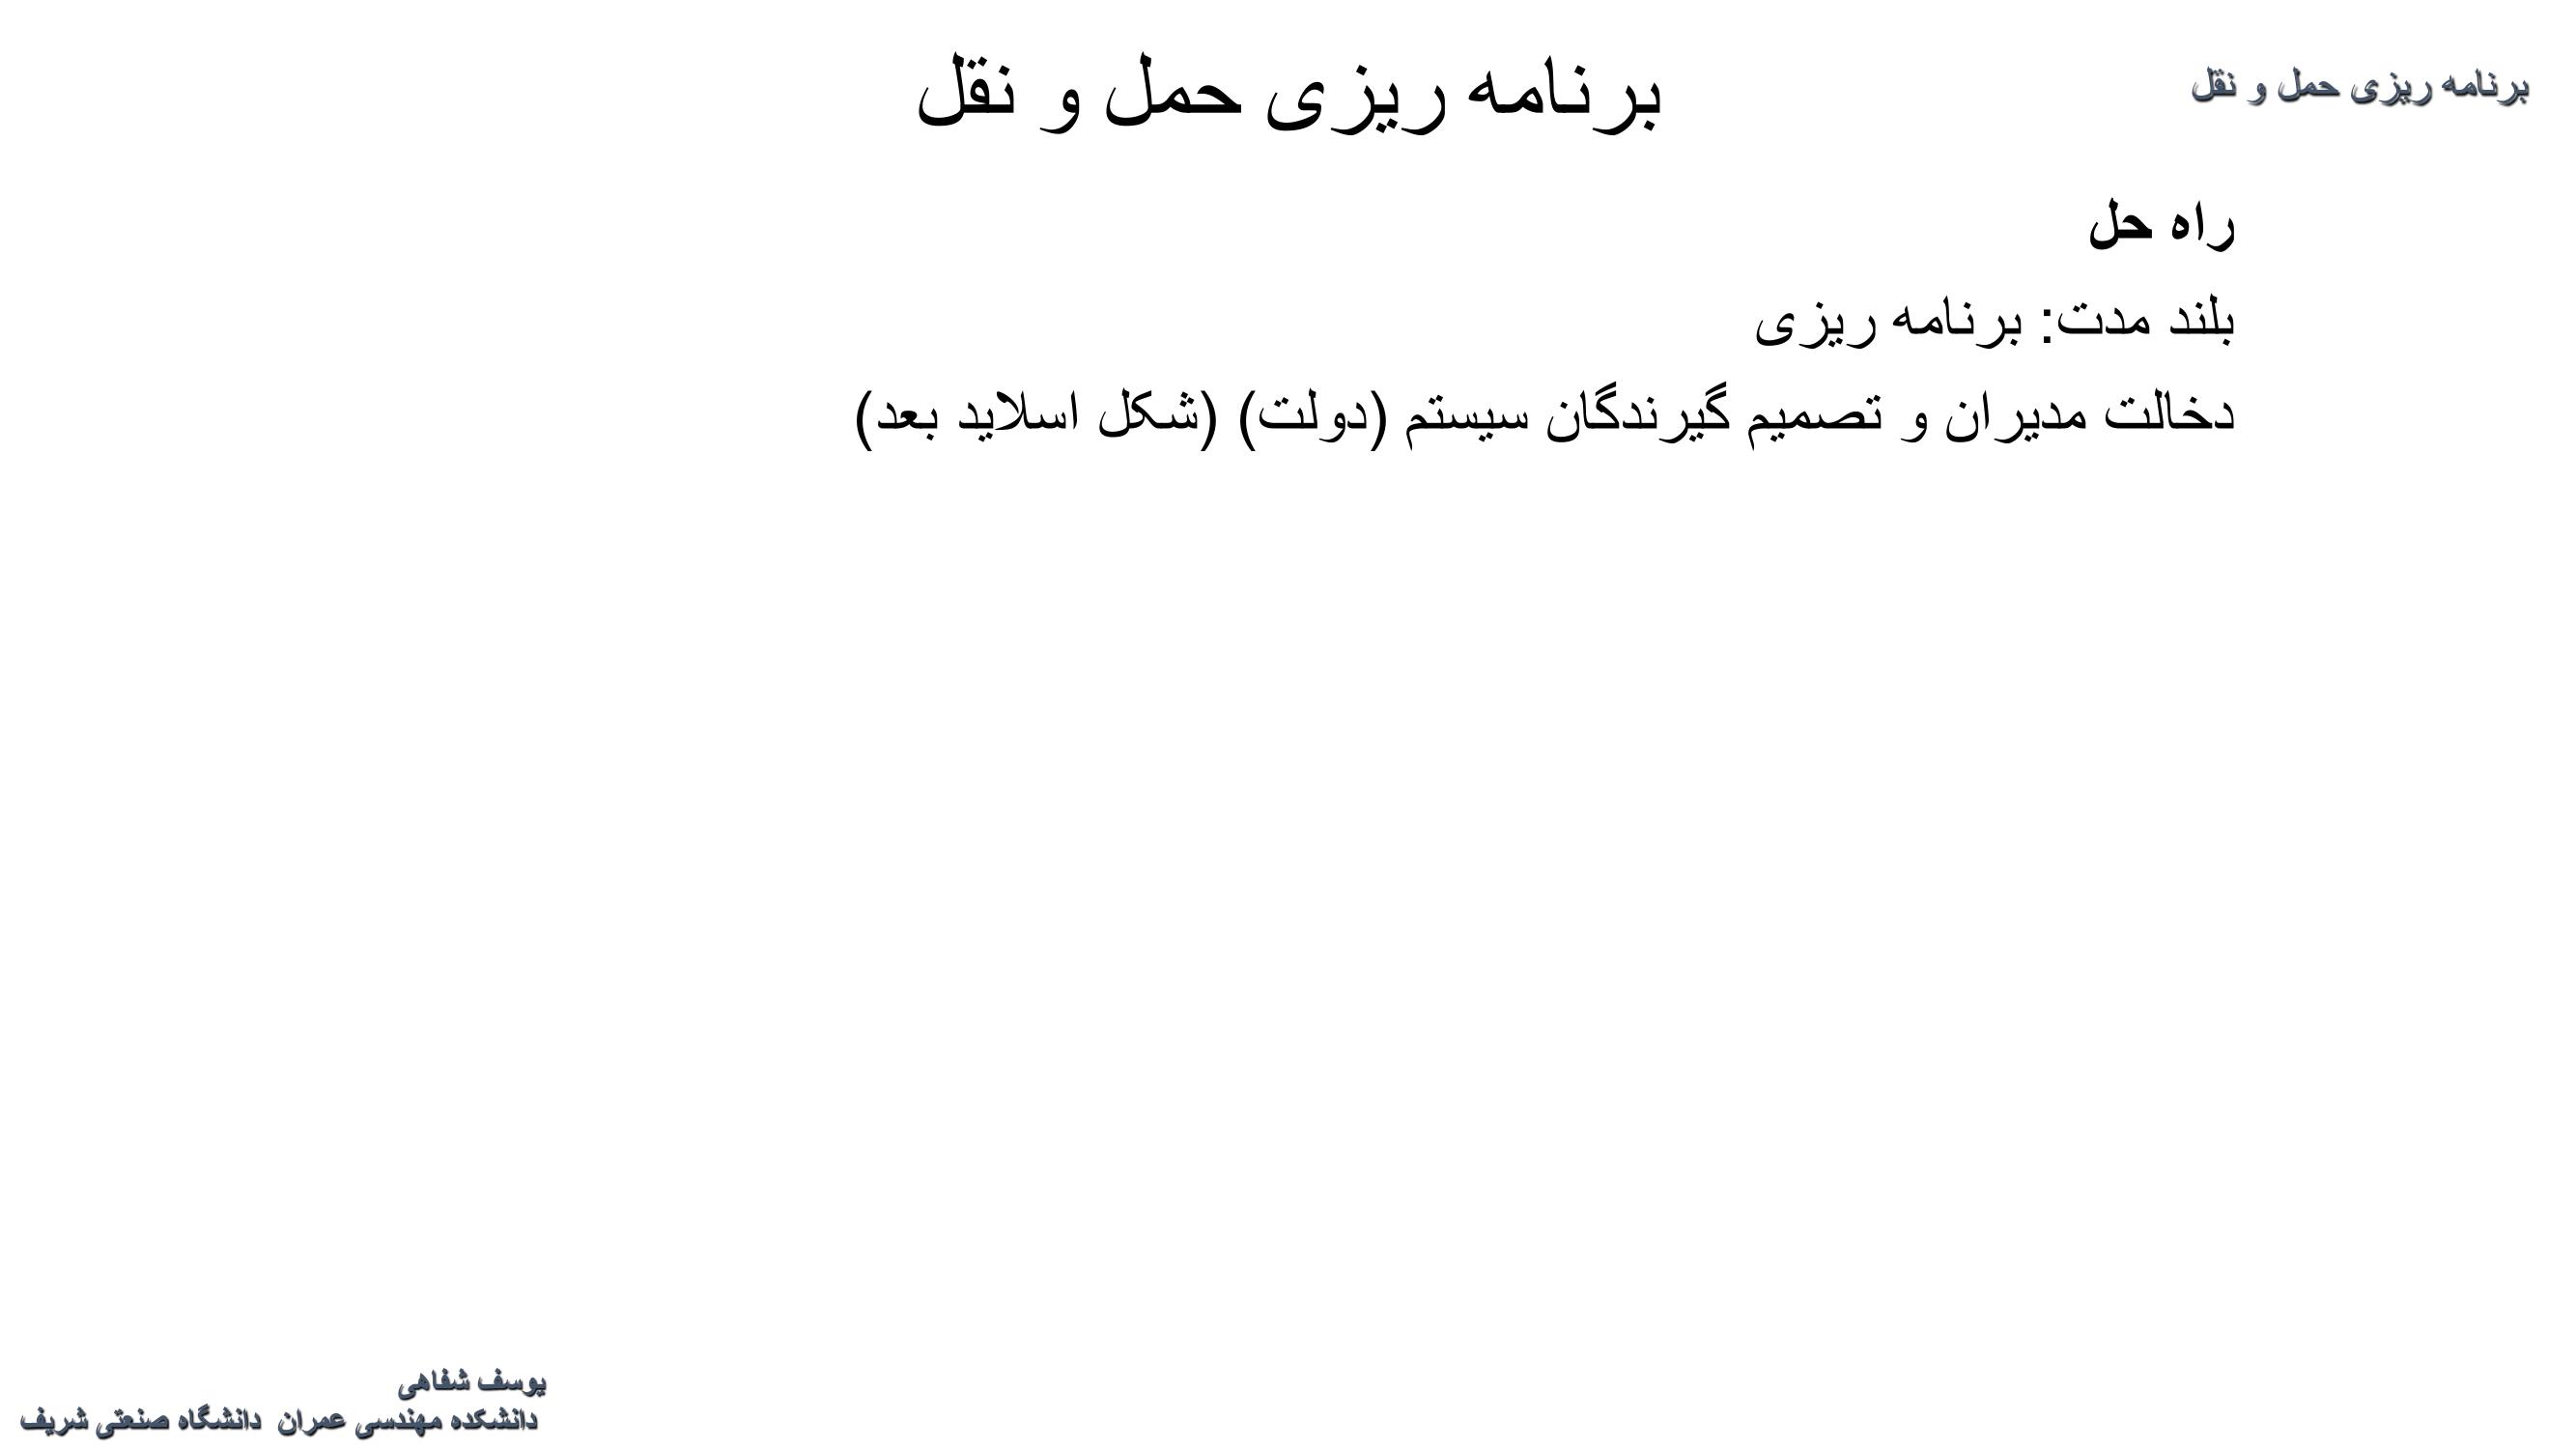 برنامه ریزی حمل و نقل
برنامه ریزی حمل و نقل
راه حل
بلند مدت: برنامه ریزی
دخالت مدیران و تصمیم گیرندگان سیستم (دولت) (شکل اسلاید بعد)
یوسف شفاهی
دانشکده مهندسی عمران دانشگاه صنعتی شریف